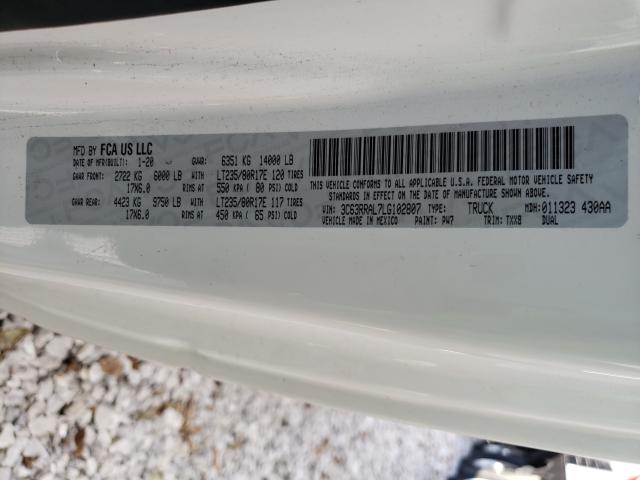 MFD BY FCA US LLC
DATE OF MFR(BUILT): 1-20 GVWR: 6351 KG 14000 LB
GAWR FRONT: 2722 KG 6000 LB WITH LT235/80R17E 120 TIRES
17X6.0 RIMS AT 550 KPA ( 80 PSI) COLD
GAWR REAR: 4423 KG 9750 LB WITH LT235/80R17E 117 TIRES
17X6.0 RIMS AT 450 KPA ( 65 PSI) COLD
THIS VEHICLE CONFORMS TO ALL APPLICABLE U.S.A. FEDERAL MOTOR VEHICLE SAFETY
STANDARDS IN EFFECT ON THE DATE OF MANUFACTURE SHOWN ABOVE.
VIN: 3C63RRAL7LG102807 TYPE: TRUCK MDH: 011323 430AA
VEHICLE MADE IN MEXICO PAINT: PW7 TRIM: TXX8 DUAL